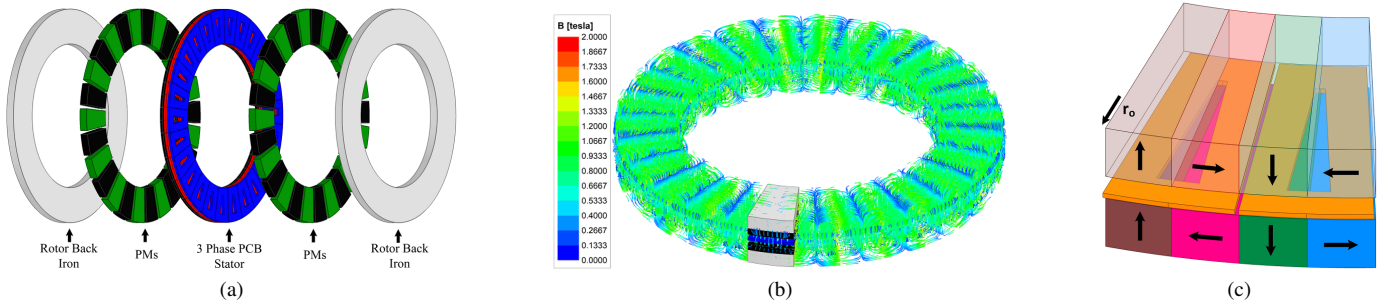 Rotor Back
Iron
PMs
3 Phase PCB
Stator
PMs
Rotor Back
Iron
(a)
B [tesla]
2.0000
1.8667
1.7333
1.6000
1.4667
1.3333
1.2000
1.0667
0.9333
0.8000
0.6667
0.5333
0.4000
0.2667
0.1333
0.0000
(b)
ro
(c)